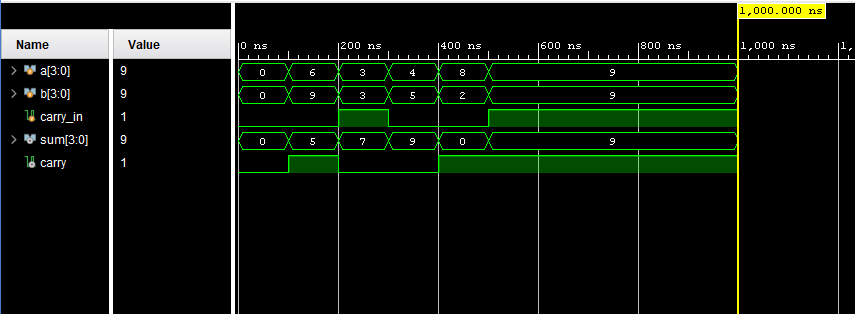 1,000.000 ns
Name Value 0 ns 200 ns 400 ns 600 ns 800 ns 1,000 ns 1,
a[3:0] 9 0 6 3 4 8 9
b[3:0] 9 0 9 3 5 2 9
carry_in 1
sum[3:0] 9 0 5 7 9 0 9
carry 1